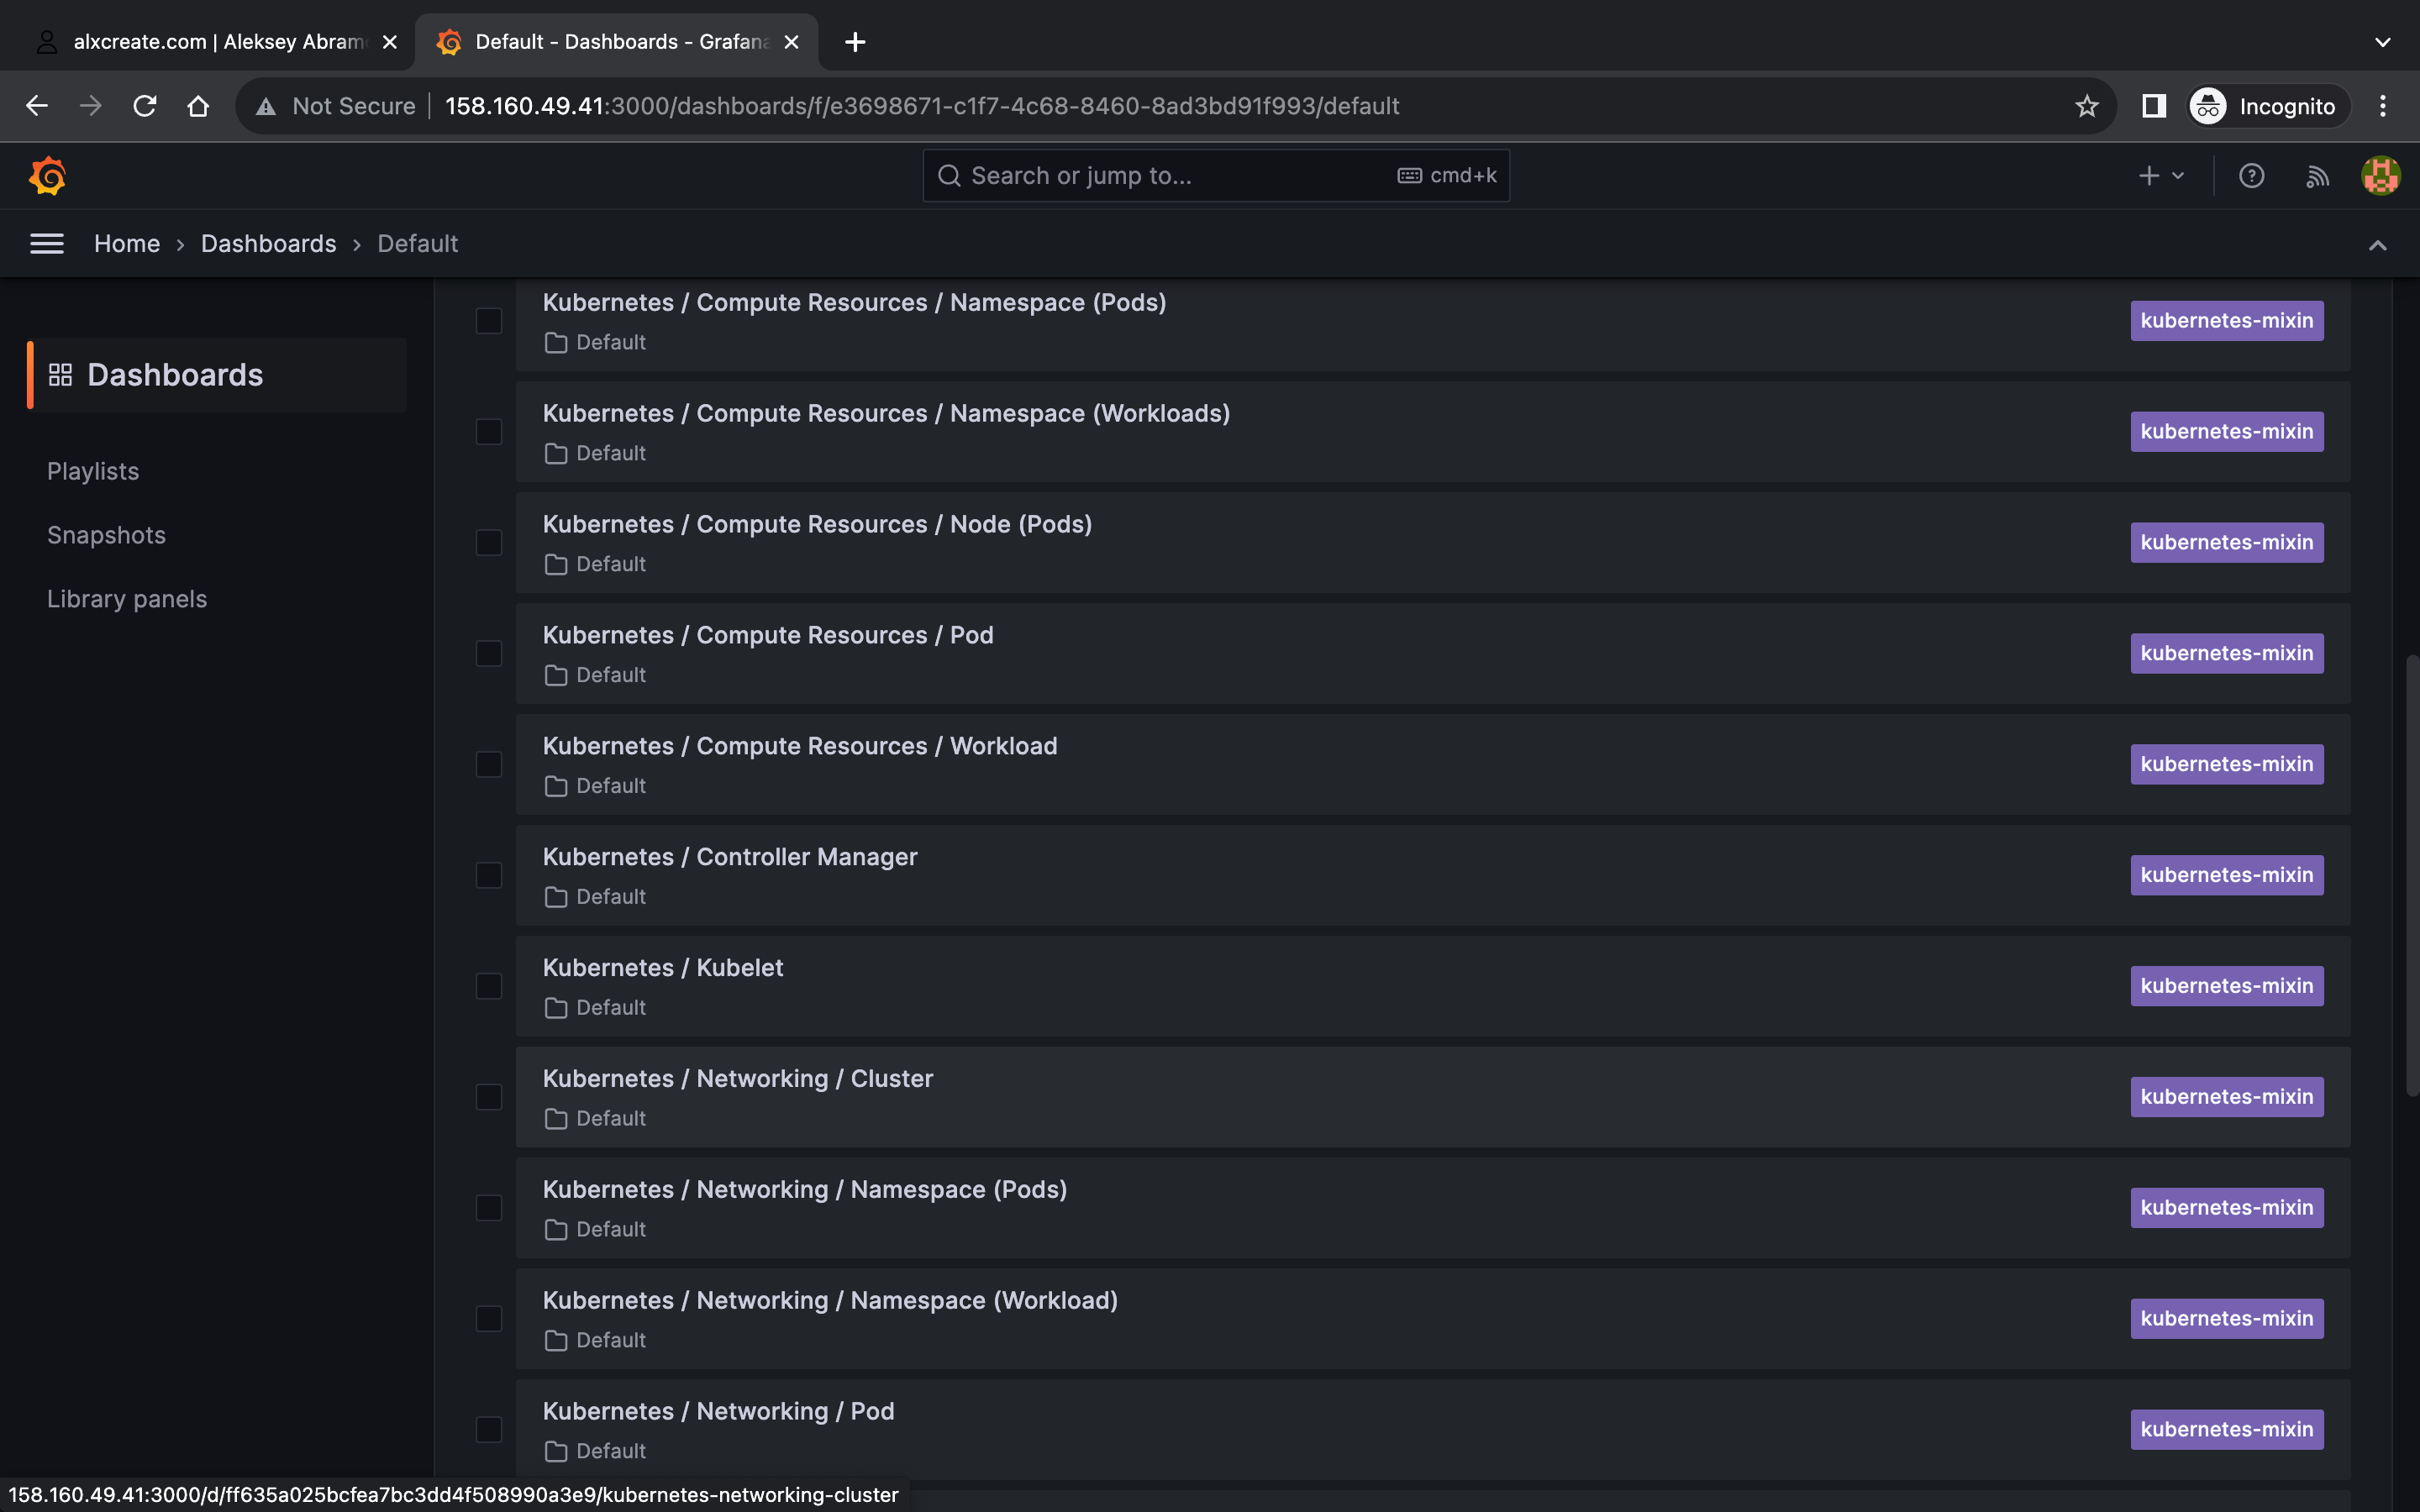 alxcreate.com | Aleksey Abram
Default - Dashboards - Grafana
Not Secure
158.160.49.41:3000/dashboards/f/e3698671-c1f7-4c68-8460-8ad3bd91f993/default
Incognito
Search or jump to...
cmd+k
Home › Dashboards › Default
Dashboards
Playlists
Snapshots
Library panels
Kubernetes / Compute Resources / Namespace (Pods)
Default
kubernetes-mixin
Kubernetes / Compute Resources / Namespace (Workloads)
Default
kubernetes-mixin
Kubernetes / Compute Resources / Node (Pods)
Default
kubernetes-mixin
Kubernetes / Compute Resources / Pod
Default
kubernetes-mixin
Kubernetes / Compute Resources / Workload
Default
kubernetes-mixin
Kubernetes / Controller Manager
Default
kubernetes-mixin
Kubernetes / Kubelet
Default
kubernetes-mixin
Kubernetes / Networking / Cluster
Default
kubernetes-mixin
Kubernetes / Networking / Namespace (Pods)
Default
kubernetes-mixin
Kubernetes / Networking / Namespace (Workload)
Default
kubernetes-mixin
Kubernetes / Networking / Pod
Default
kubernetes-mixin
158.160.49.41:3000/d/ff635a025bcfea7bc3dd4f508990a3e9/kubernetes-networking-cluster